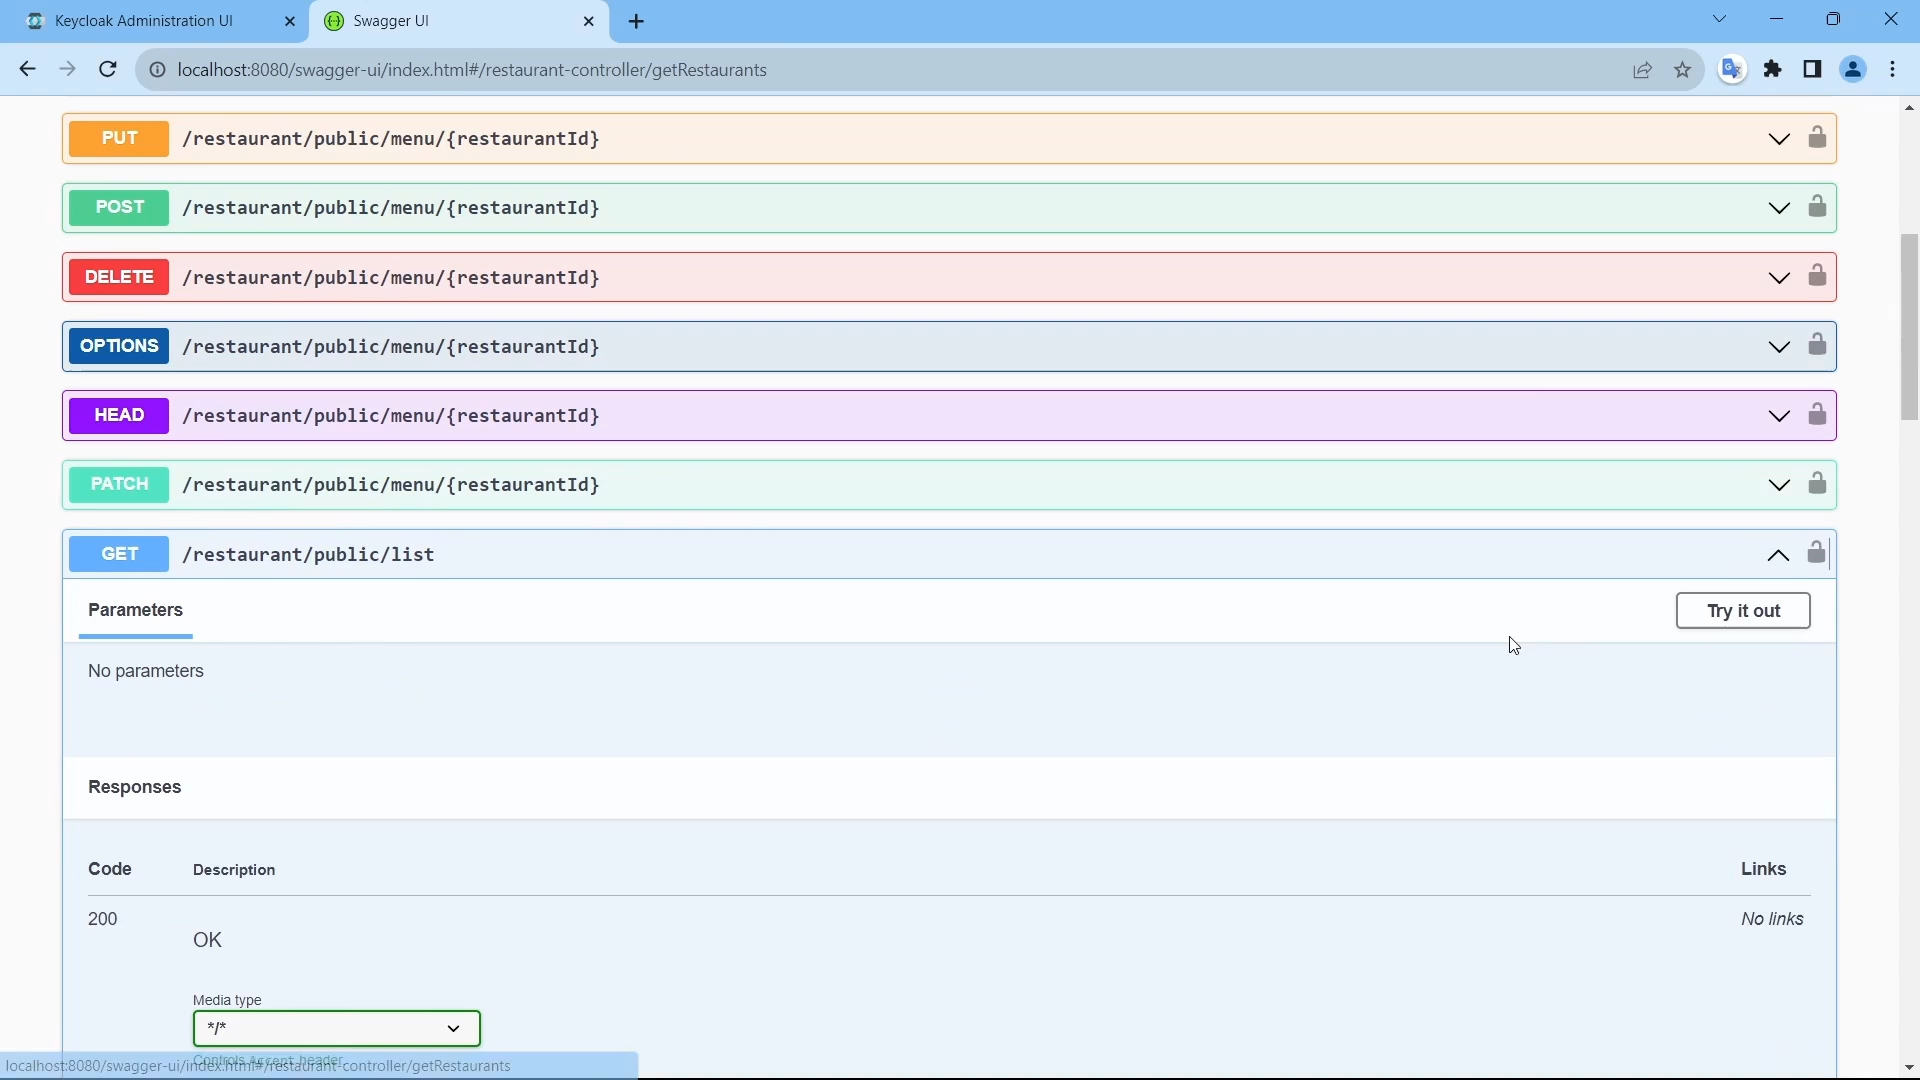 Keycloak Administration UI
Swagger UI
localhost:8080/swagger-ui/index.html#/restaurant-controller/getRestaurants
PUT /restaurant/public/menu/{restaurantId}
POST /restaurant/public/menu/{restaurantId}
DELETE /restaurant/public/menu/{restaurantId}
OPTIONS /restaurant/public/menu/{restaurantId}
HEAD /restaurant/public/menu/{restaurantId}
PATCH /restaurant/public/menu/{restaurantId}
GET /restaurant/public/list
Parameters Try it out
No parameters
Responses
Code Description Links
200 No links
OK
Media type
*/*
Controls Accept header.
localhost:8080/swagger-ui/index.html#/restaurant-controller/getRestaurants